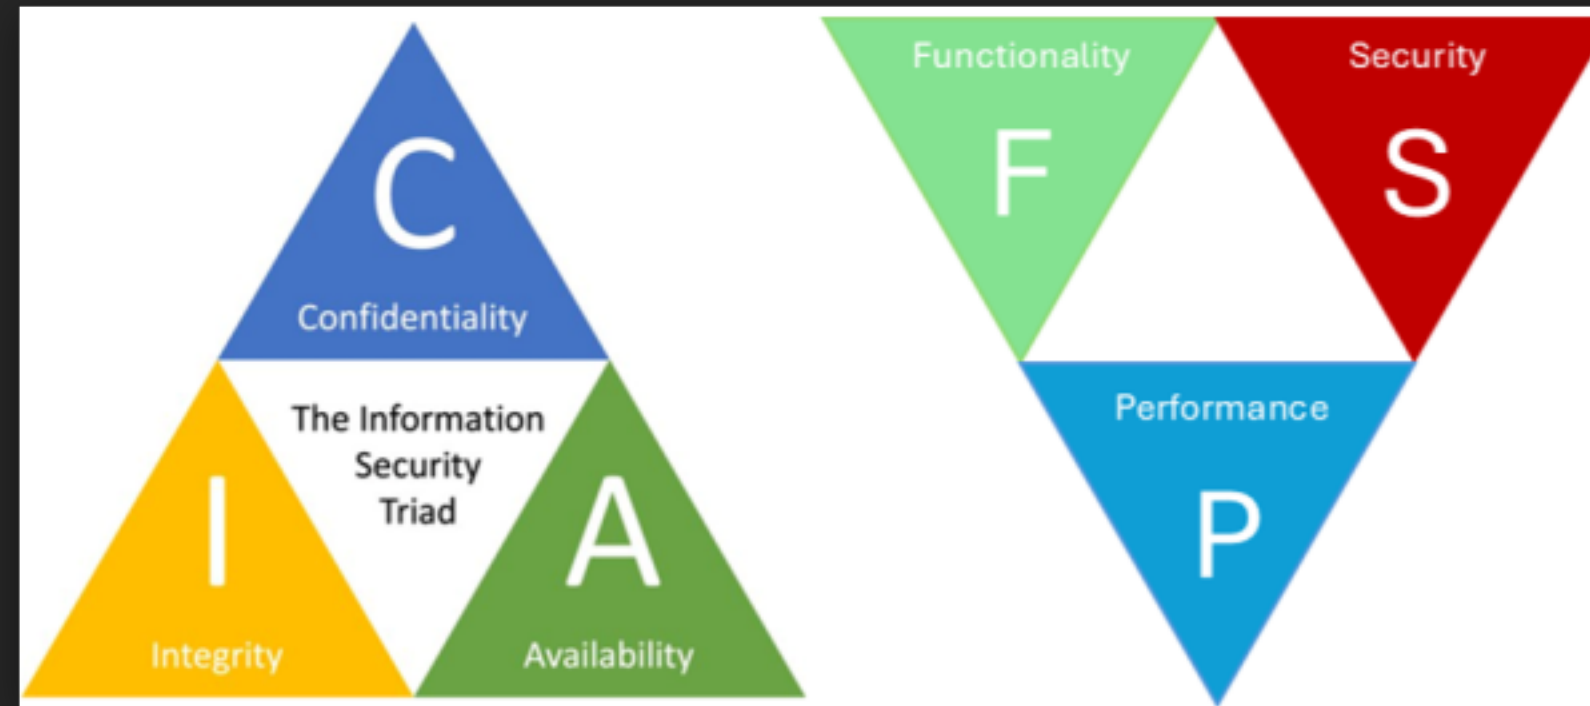 C
Confidentiality
The Information
Security
Triad
I
A
Integrity
Availability
Functionality
F
Security
S
Performance
P